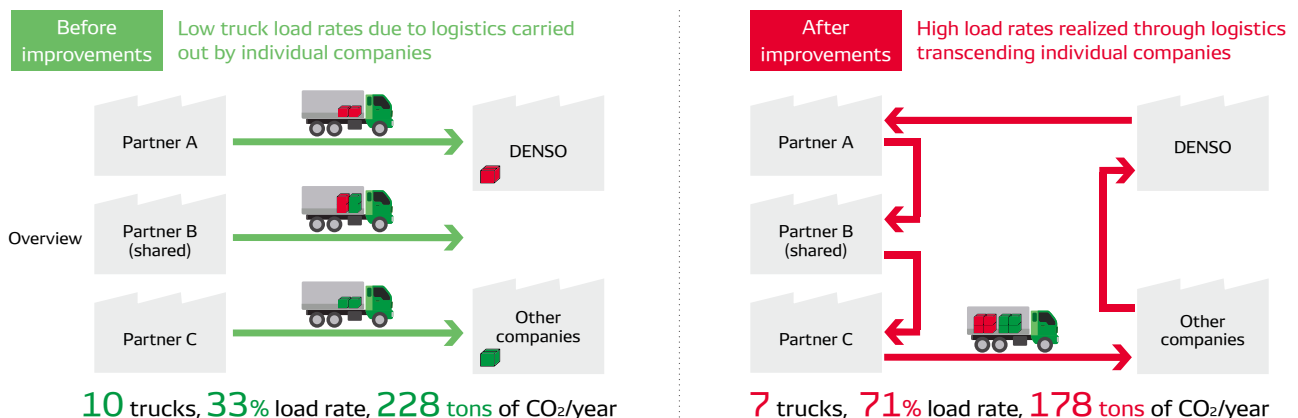 Before
improvements
Low truck load rates due to logistics carried
out by individual companies
Overview
Partner A
Partner B
(shared)
Partner C
DENSO
Other
companies
10 trucks, 33% load rate, 228 tons of CO₂/year
After
improvements
High load rates realized through logistics
transcending individual companies
Partner A
Partner B
(shared)
Partner C
DENSO
Other
companies
7 trucks, 71% load rate, 178 tons of CO₂/year